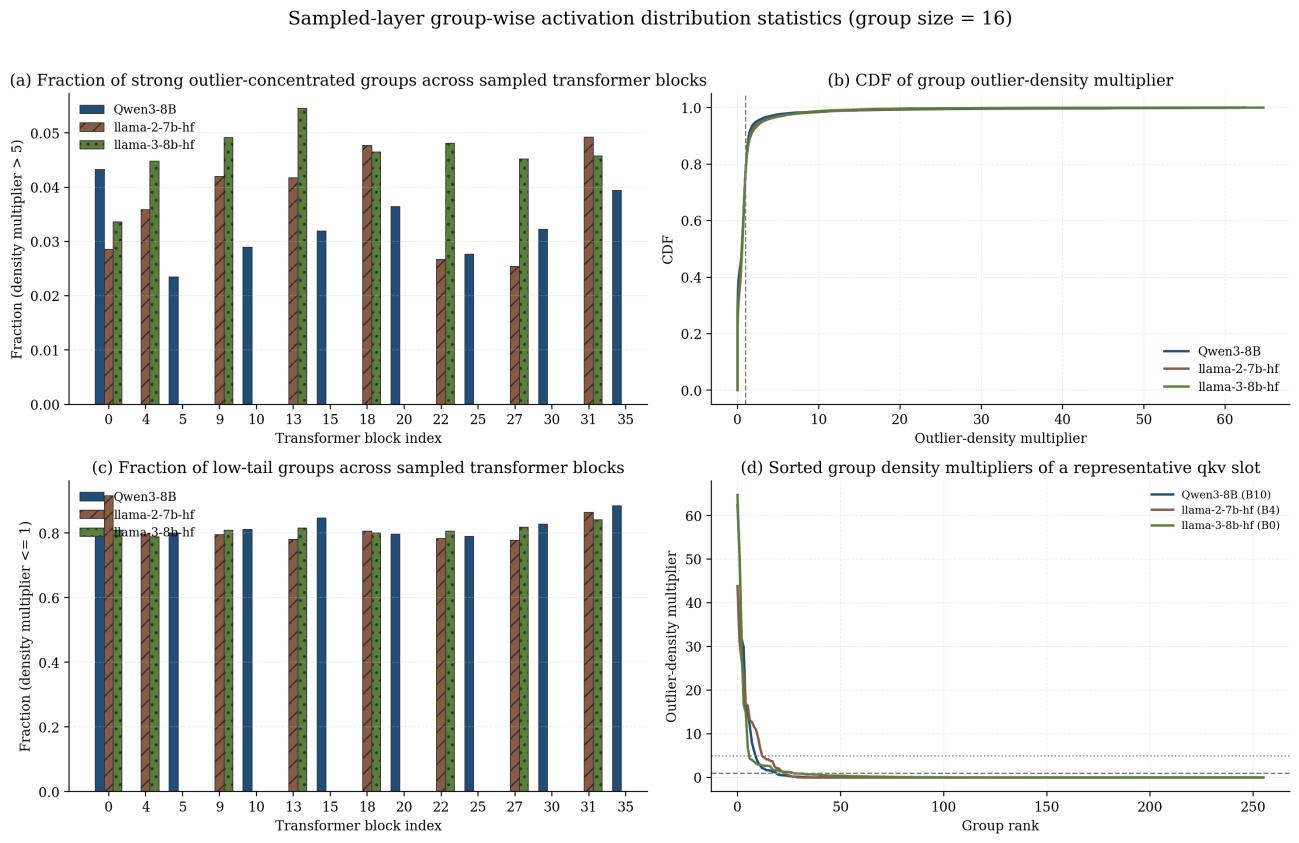 Sampled-layer group-wise activation distribution statistics (group size = 16)
(a) Fraction of strong outlier-concentrated groups across sampled transformer blocks
Fraction (density multiplier > 5)
0.05
0.04
0.03
0.02
0.01
0.00
Qwen3-8B
llama-2-7b-hf
llama-3-8b-hf
0 4 5 9 10 13 15 18 20 22 25 27 30 31 35
Transformer block index
(b) CDF of group outlier-density multiplier
CDF
1.0
0.8
0.6
0.4
0.2
0.0
Qwen3-8B
llama-2-7b-hf
llama-3-8b-hf
0 10 20 30 40 50 60
Outlier-density multiplier
(c) Fraction of low-tail groups across sampled transformer blocks
Fraction (density multiplier <= 1)
0.8
0.6
0.4
0.2
0.0
Qwen3-8B
llama-2-7b-hf
llama-3-8b-hf
0 4 5 9 10 13 15 18 20 22 25 27 30 31 35
Transformer block index
(d) Sorted group density multipliers of a representative qkv slot
Outlier-density multiplier
60
50
40
30
20
10
0
Qwen3-8B (B10)
llama-2-7b-hf (B4)
llama-3-8b-hf (B0)
0 50 100 150 200 250
Group rank